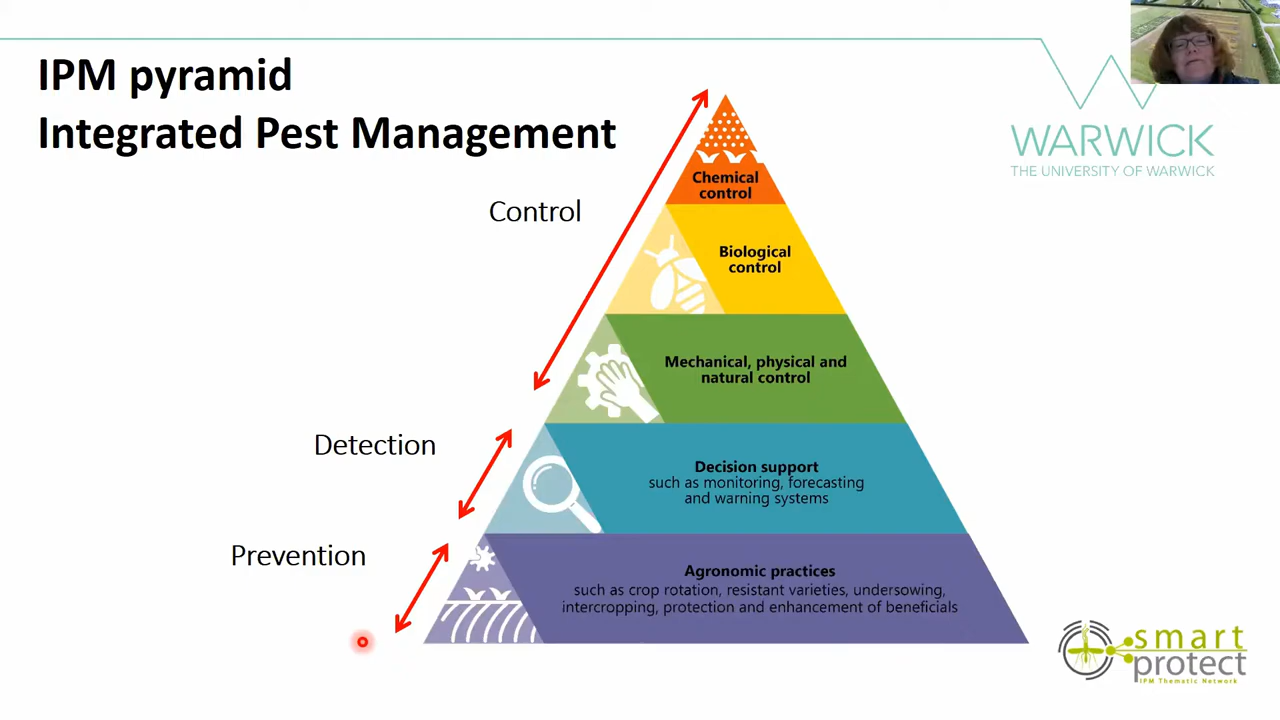 IPM pyramid
Integrated Pest Management
WARWICK
THE UNIVERSITY OF WARWICK
Control
Chemical
control
Biological
control
Mechanical, physical and
natural control
Detection
Decision support
such as monitoring, forecasting
and warning systems
Prevention
Agronomic practices
such as crop rotation, resistant varieties, undersowing,
intercropping, protection and enhancement of beneficials
smart
protect
IPM Thematic Network